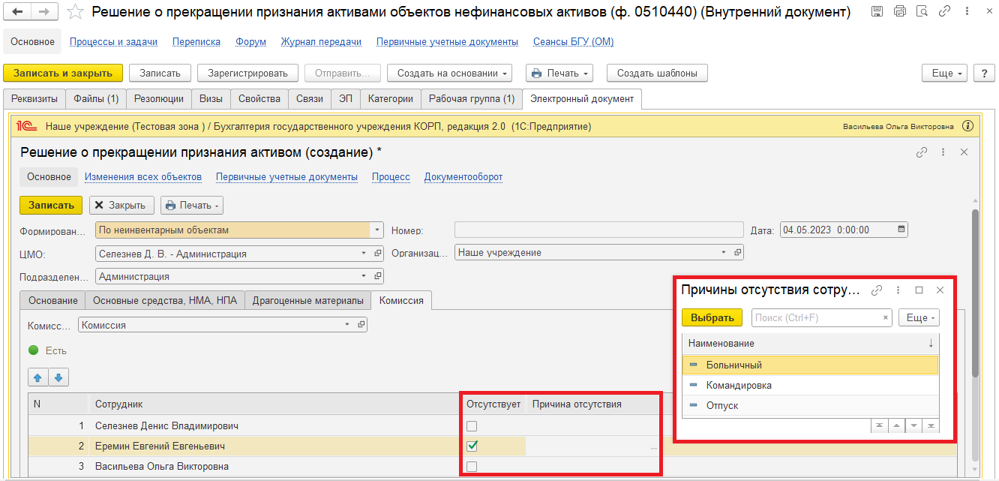 Решение о прекращении признания активами объектов нефинансовых активов (ф. 0510440) (Внутренний документ)
Основное Процессы и задачи Переписка Форум Журнал передачи Первичные учетные документы Сеансы БГУ (ОМ)
Записать и закрыть Записать Зарегистрировать Отправить... Создать на основании Печать Создать шаблоны Еще ?
Реквизиты Файлы (1) Резолюции Визы Свойства Связи ЭП Категории Рабочая группа (1) Электронный документ
1С Наше учреждение (Тестовая зона ) / Бухгалтерия государственного учреждения КОРП, редакция 2.0 (1С:Предприятие) Васильева Ольга Викторовна
Решение о прекращении признания активом (создание) *
Основное Изменения всех объектов Первичные учетные документы Процесс Документооборот
Записать Закрыть Печать
Формирован... По неинвентарным объектам Номер: Дата: 04.05.2023 0:00:00
ЦМО: Селезнев Д. В. - Администрация Организац... Наше учреждение
Подразделен... Администрация
Основание Основные средства, НМА, НПА Драгоценные материалы Комиссия
Комисс... Комиссия
Есть
N Сотрудник Отсутствует Причина отсутствия
1 Селезнев Денис Владимирович
2 Еремин Евгений Евгеньевич ...
3 Васильева Ольга Викторовна
Причины отсутствия сотру...
Выбрать Поиск (Ctrl+F) × Еще
Наименование ↓
Больничный
Командировка
Отпуск